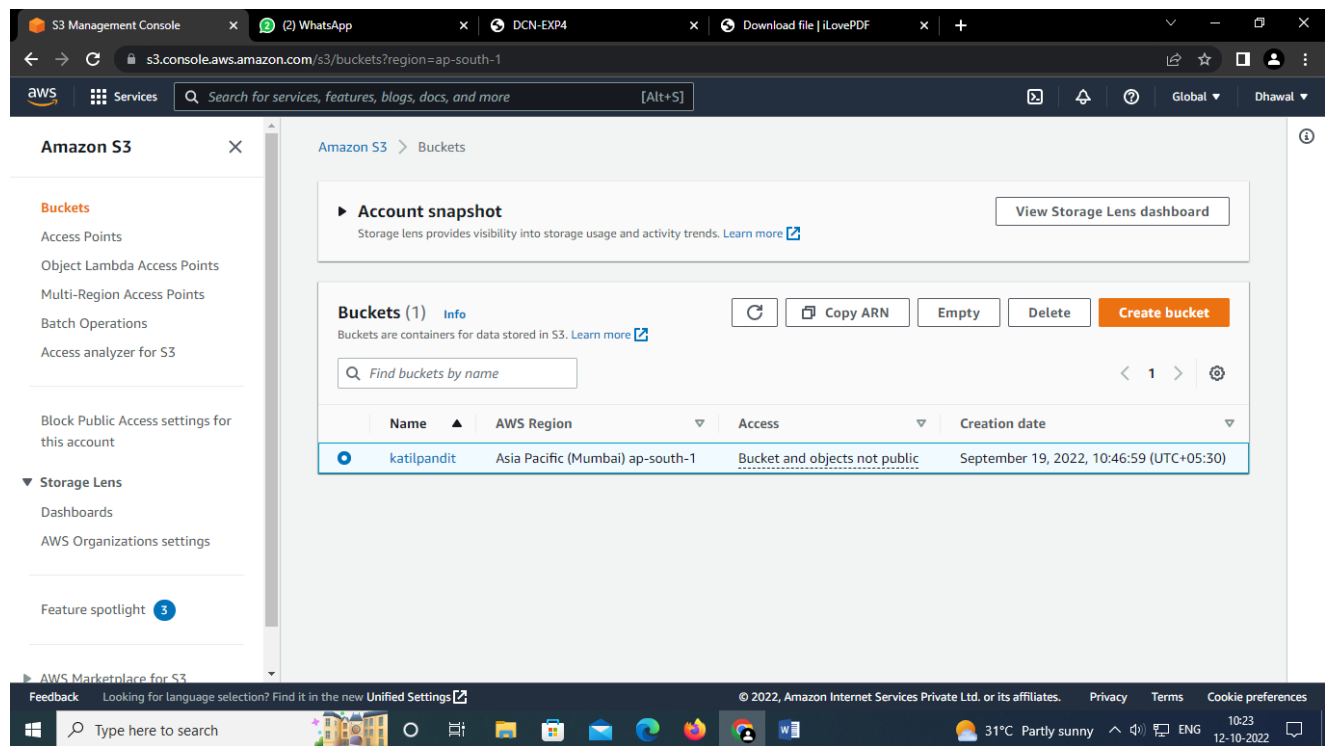 S3 Management Console
(2) WhatsApp
DCN-EXP4
Download file | iLovePDF
s3.console.aws.amazon.com/s3/buckets?region=ap-south-1
aws
Services
Search for services, features, blogs, docs, and more [Alt+S]
Global
Dhawal
Amazon S3
Buckets
Access Points
Object Lambda Access Points
Multi-Region Access Points
Batch Operations
Access analyzer for S3
Block Public Access settings for
this account
Storage Lens
Dashboards
AWS Organizations settings
Feature spotlight 3
AWS Marketplace for S3
Amazon S3 > Buckets
Account snapshot
Storage lens provides visibility into storage usage and activity trends. Learn more
View Storage Lens dashboard
Buckets (1) Info
Buckets are containers for data stored in S3. Learn more
Copy ARN
Empty
Delete
Create bucket
Find buckets by name
1
Name AWS Region Access Creation date
katilpandit Asia Pacific (Mumbai) ap-south-1 Bucket and objects not public September 19, 2022, 10:46:59 (UTC+05:30)
Feedback Looking for language selection? Find it in the new Unified Settings © 2022, Amazon Internet Services Private Ltd. or its affiliates. Privacy Terms Cookie preferences
Type here to search
31°C Partly sunny
ENG
10:23
12-10-2022